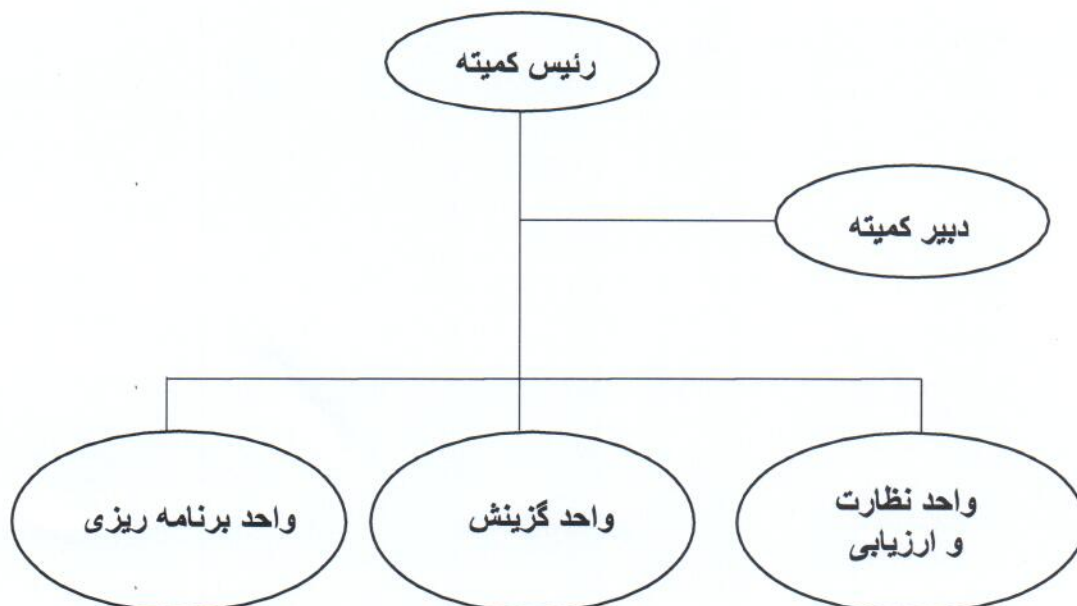 رئیس کمیته
دبیر کمیته
واحد نظارت
و ارزیابی
واحد گزینش
واحد برنامه ریزی